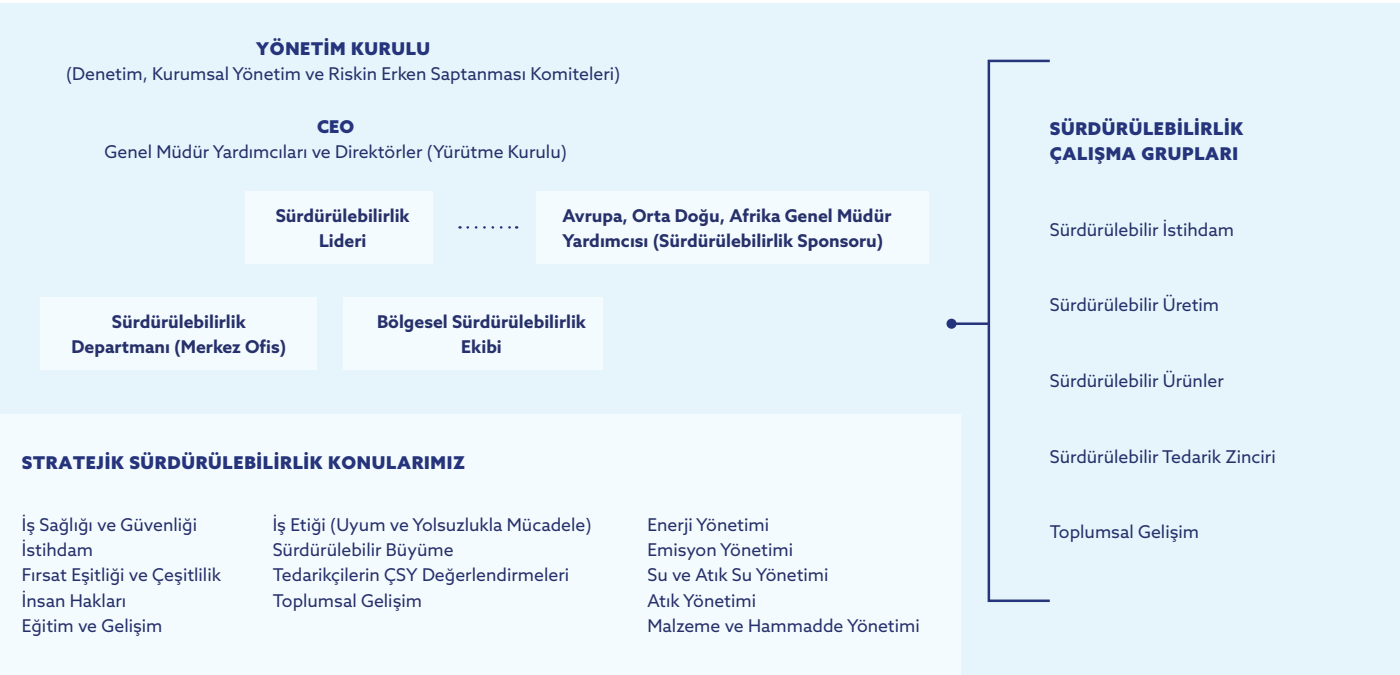 YÖNETİM KURULU
(Denetim, Kurumsal Yönetim ve Riskin Erken Saptanması Komiteleri)
CEO
Genel Müdür Yardımcıları ve Direktörler (Yürütme Kurulu)
Sürdürülebilirlik
Lideri
Avrupa, Orta Doğu, Afrika Genel Müdür
Yardımcısı (Sürdürülebilirlik Sponsoru)
Sürdürülebilirlik
Departmanı (Merkez Ofis)
Bölgesel Sürdürülebilirlik
Ekibi
STRATEJİK SÜRDÜRÜLEBİLİRLİK KONULARIMIZ
İş Sağlığı ve Güvenliği
İstihdam
Fırsat Eşitliği ve Çeşitlilik
İnsan Hakları
Eğitim ve Gelişim
İş Etiği (Uyum ve Yolsuzlukla Mücadele)
Sürdürülebilir Büyüme
Tedarikçilerin ÇSY Değerlendirmeleri
Toplumsal Gelişim
Enerji Yönetimi
Emisyon Yönetimi
Su ve Atık Su Yönetimi
Atık Yönetimi
Malzeme ve Hammadde Yönetimi
SÜRDÜRÜLEBİLİRLİK
ÇALIŞMA GRUPLARI
Sürdürülebilir İstihdam
Sürdürülebilir Üretim
Sürdürülebilir Ürünler
Sürdürülebilir Tedarik Zinciri
Toplumsal Gelişim